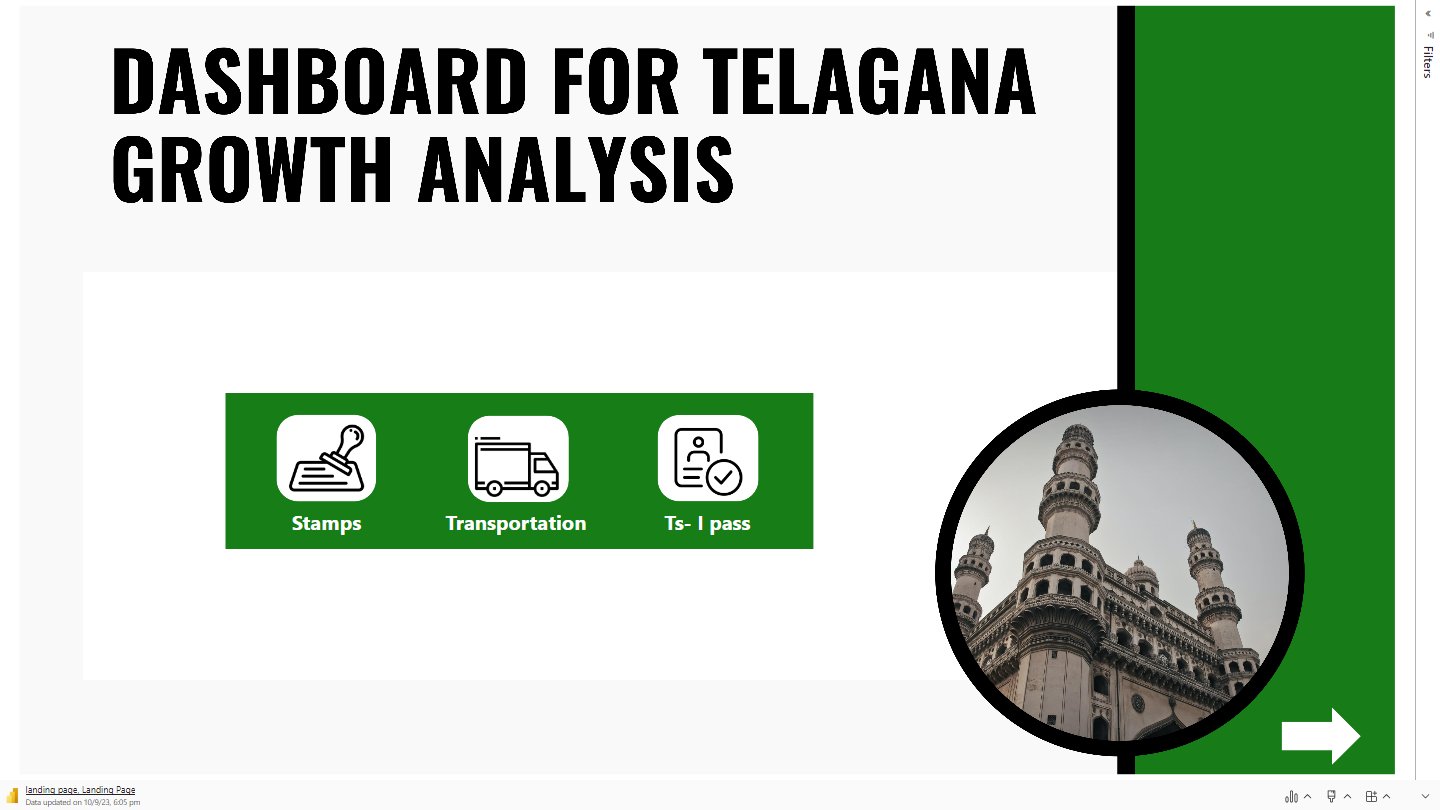 DASHBOARD FOR TELAGANA
GROWTH ANALYSIS
Filters
Stamps
Transportation
Ts- I pass
landing page, Landing Page
Data updated on 10/9/23, 6:05 pm